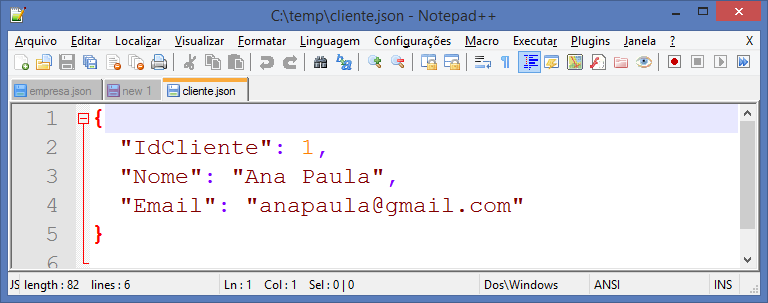 C:\temp\cliente.json - Notepad++
Arquivo Editar Localizar Visualizar Formatar Linguagem Configurações Macro Executar Plugins Janela ? X
empresa.json new 1 cliente.json
1 {
2 "IdCliente": 1,
3 "Nome": "Ana Paula",
4 "Email": "anapaula@gmail.com"
5 }
6
JS length : 82 lines : 6 Ln : 1 Col : 1 Sel : 0 | 0 Dos\Windows ANSI INS